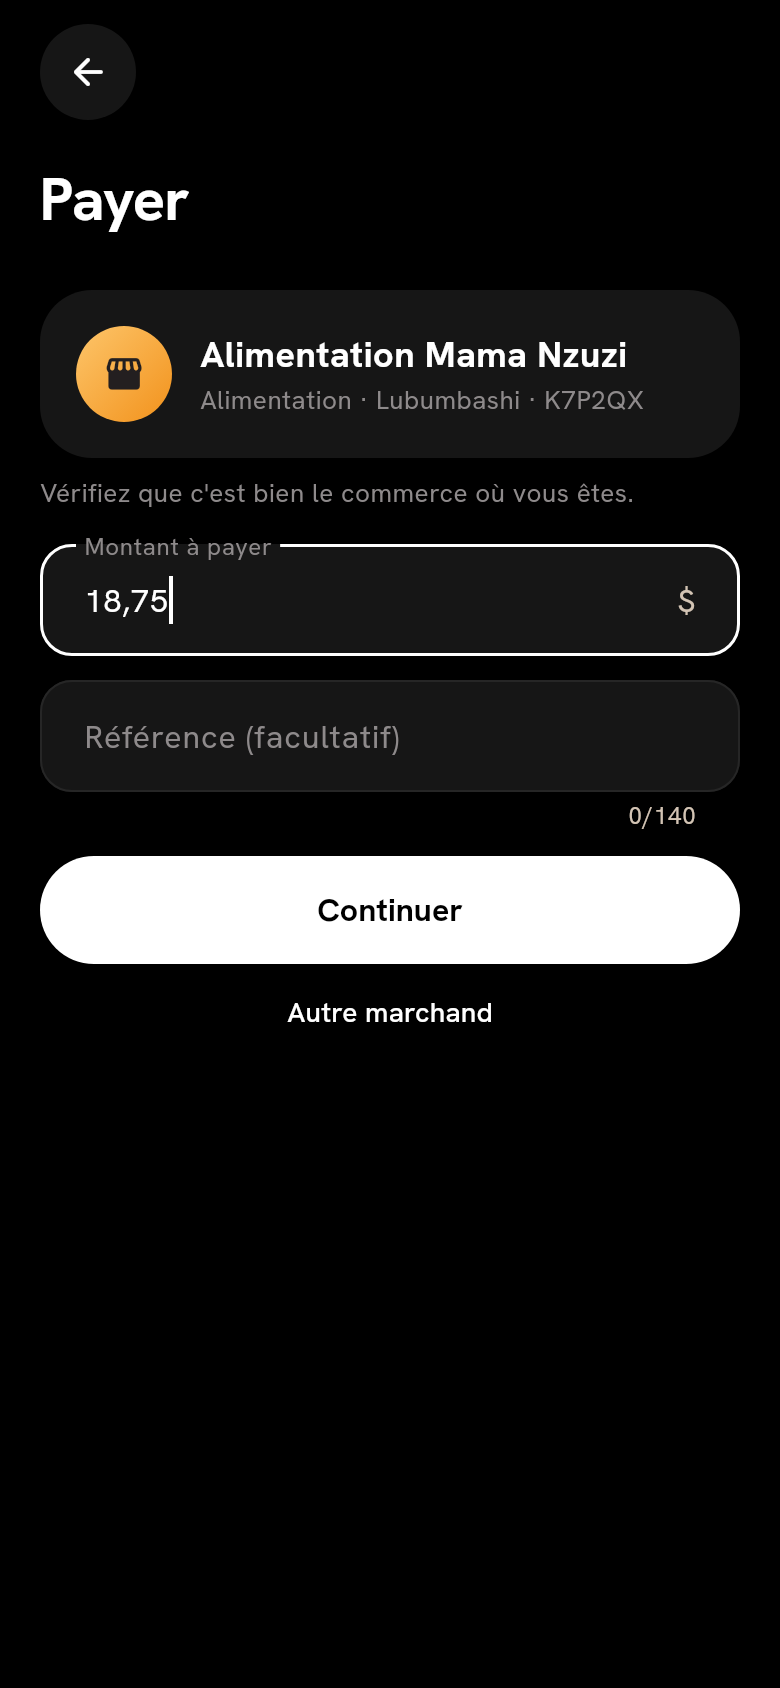 Payer
Alimentation Mama Nzuzi
Alimentation · Lubumbashi · K7P2QX
Vérifiez que c'est bien le commerce où vous êtes.
Montant à payer
18,75 $
Référence (facultatif)
0/140
Continuer
Autre marchand